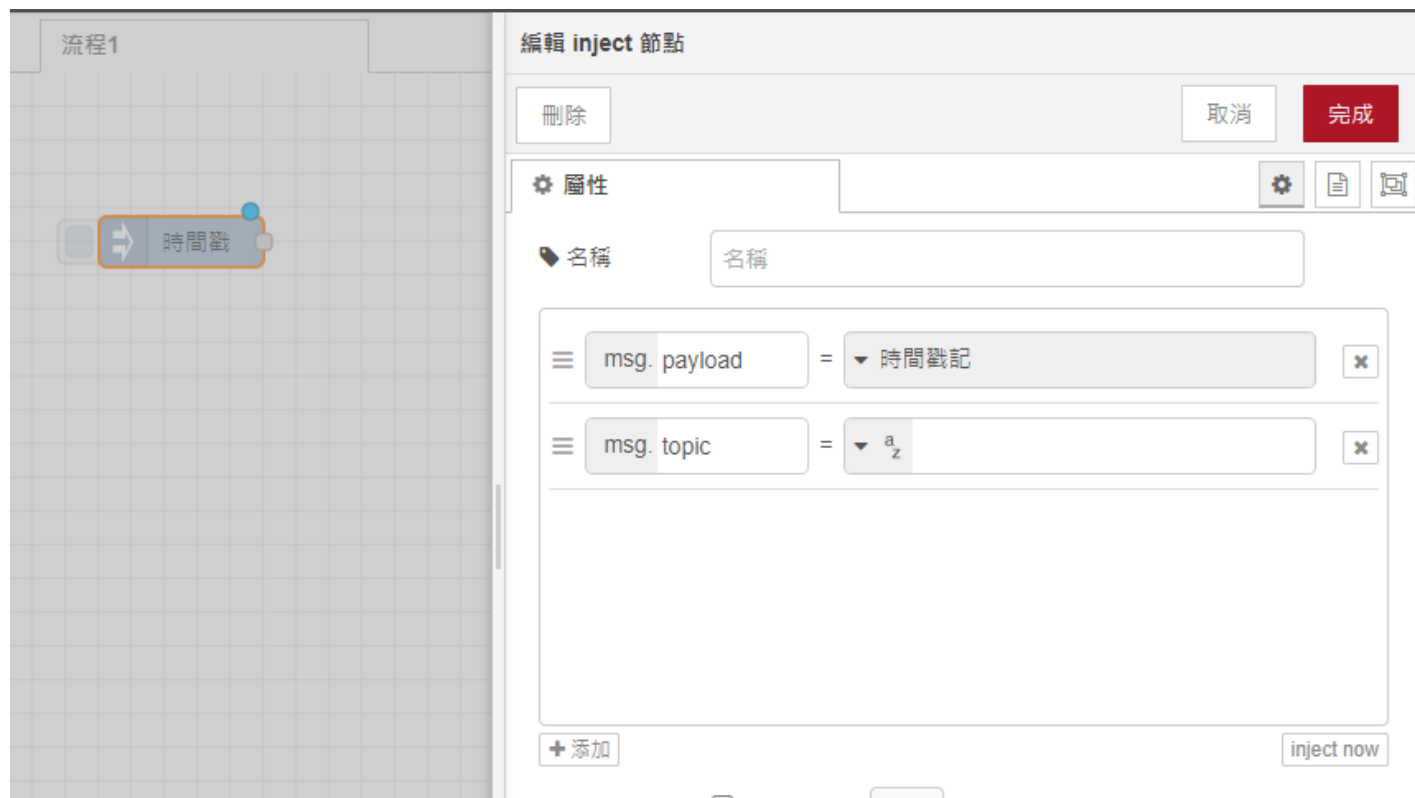 流程1
編輯 inject 節點
刪除
取消
完成
屬性
名稱
名稱
時間戳
msg. payload = 時間戳記
msg. topic = az
添加
inject now